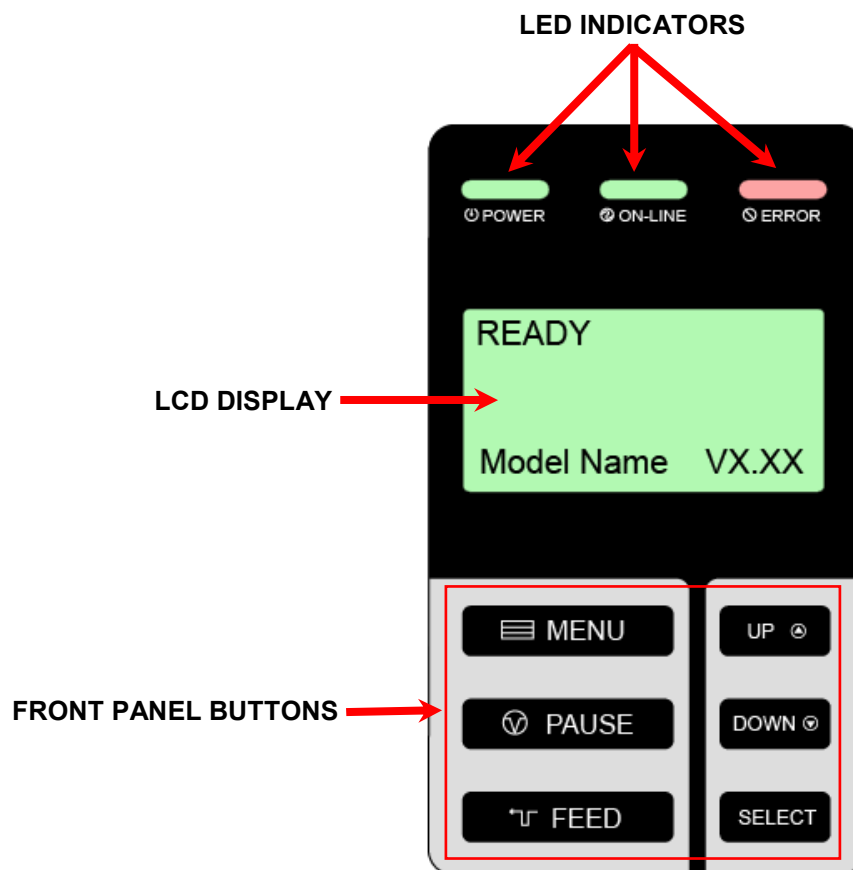 LED INDICATORS
POWER ON-LINE ERROR
READY
LCD DISPLAY
Model Name VX.XX
MENU UP
FRONT PANEL BUTTONS
PAUSE DOWN
FEED SELECT